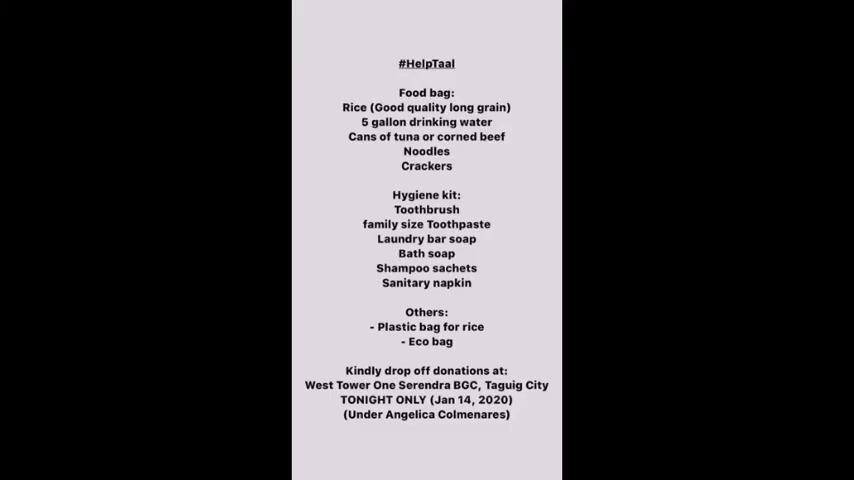 #HelpTaal
Food bag:
Rice (Good quality long grain)
5 gallon drinking water
Cans of tuna or corned beef
Noodles
Crackers
Hygiene kit:
Toothbrush
family size Toothpaste
Laundry bar soap
Bath soap
Shampoo sachets
Sanitary napkin
Others:
- Plastic bag for rice
- Eco bag
Kindly drop off donations at:
West Tower One Serendra BGC, Taguig City
TONIGHT ONLY (Jan 14, 2020)
(Under Angelica Colmenares)